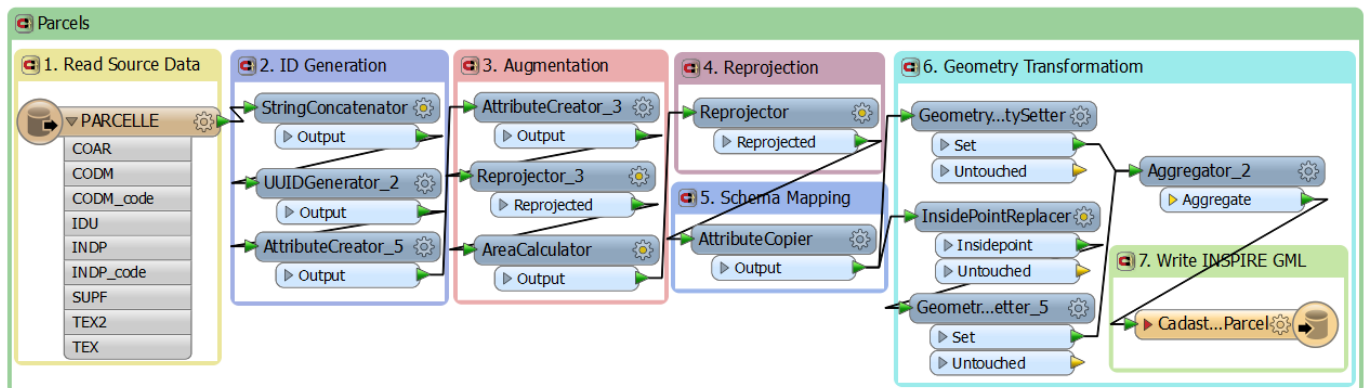 Parcels
1. Read Source Data
PARCELLE
COAR
CODM
CODM_code
IDU
INDP
INDP_code
SUPF
TEX2
TEX
2. ID Generation
StringConcatenator
Output
UUIDGenerator_2
Output
AttributeCreator_5
Output
3. Augmentation
AttributeCreator_3
Output
Reprojector_3
Reprojected
AreaCalculator
Output
4. Reprojection
Reprojector
Reprojected
5. Schema Mapping
AttributeCopier
Output
6. Geometry Transformatiom
Geometry...tySetter
Set
Untouched
InsidePointReplacer
Insidepoint
Untouched
Geometr...etter_5
Set
Untouched
Aggregator_2
Aggregate
7. Write INSPIRE GML
Cadast...Parcel